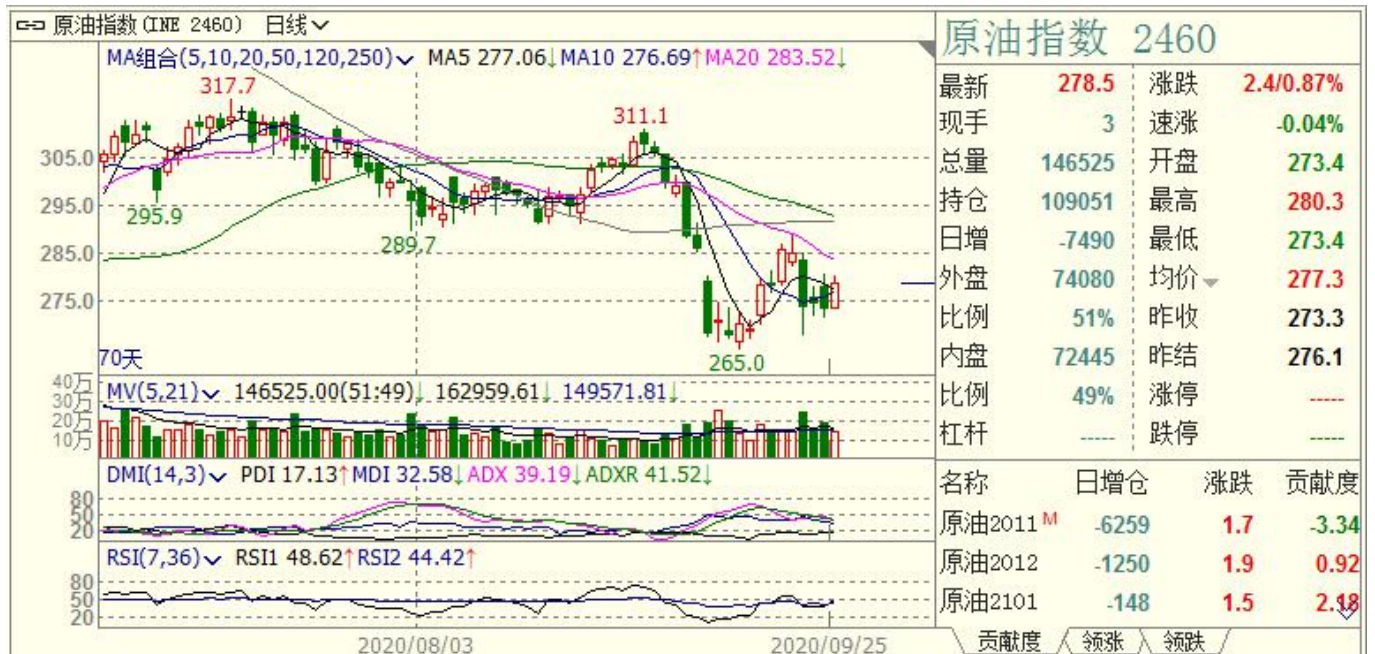 原油指数(INE 2460) 日线
MA组合(5,10,20,50,120,250) MA5 277.06↓MA10 276.69↑MA20 283.52↓
317.7
311.1
305.0
295.0
295.9
289.7
285.0
275.0
265.0
70天
40万
30万
20万
10万
MV(5,21) 146525.00(51:49)↓ 162959.61↓ 149571.81↓
DMI(14,3) PDI 17.13↑MDI 32.58↓ADX 39.19↓ADXR 41.52↓
80
50
20
RSI(7,36) RSI1 48.62↑RSI2 44.42↑
80
50
20
2020/08/03 2020/09/25
原油指数 2460
最新 278.5 涨跌 2.4/0.87%
现手 3 速涨 -0.04%
总量 146525 开盘 273.4
持仓 109051 最高 280.3
日增 -7490 最低 273.4
外盘 74080 均价 277.3
比例 51% 昨收 273.3
内盘 72445 昨结 276.1
比例 49% 涨停 -----
杠杆 ----- 跌停 -----
名称 日增仓 涨跌 贡献度
原油2011 M -6259 1.7 -3.34
原油2012 -1250 1.9 0.92
原油2101 -148 1.5 2.18
贡献度 领涨 领跌